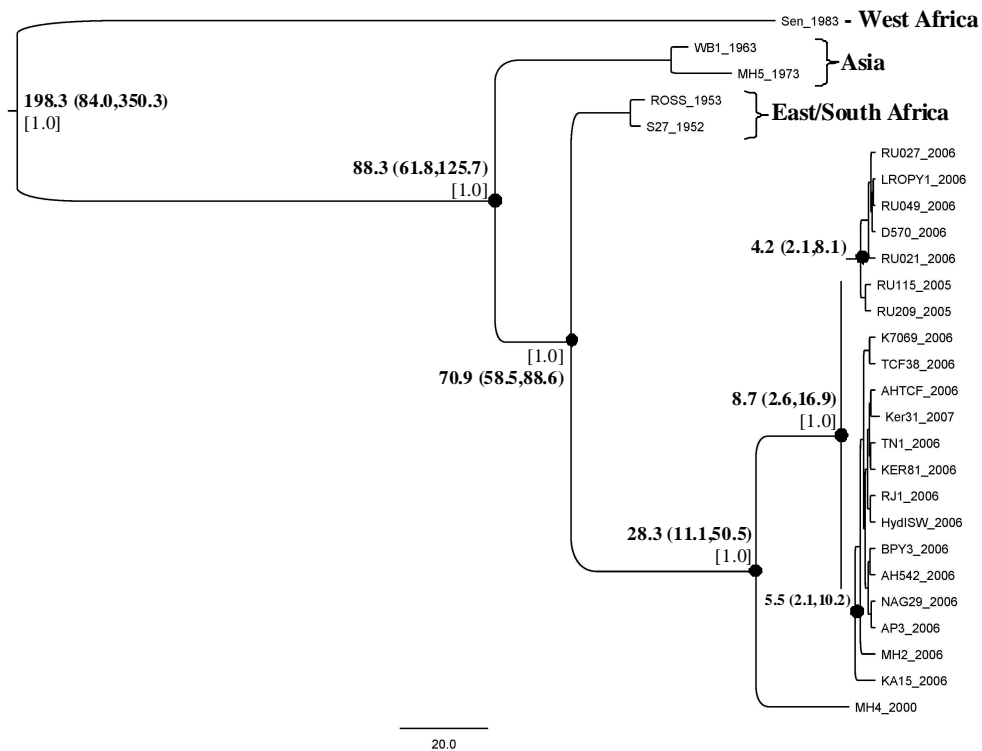 Sen_1983 - West Africa
WB1_1963
MH5_1973
Asia
ROSS_1953
S27_1952
East/South Africa
198.3 (84.0,350.3)
[1.0]
88.3 (61.8,125.7)
[1.0]
RU027_2006
LROPY1_2006
RU049_2006
D570_2006
4.2 (2.1,8.1)
RU021_2006
RU115_2005
RU209_2005
K7069_2006
TCF38_2006
[1.0]
70.9 (58.5,88.6)
AHTCF_2006
8.7 (2.6,16.9)
[1.0]
Ker31_2007
TN1_2006
KER81_2006
RJ1_2006
HydISW_2006
28.3 (11.1,50.5)
[1.0]
BPY3_2006
AH542_2006
5.5 (2.1,10.2)
NAG29_2006
AP3_2006
MH2_2006
KA15_2006
MH4_2000
20.0